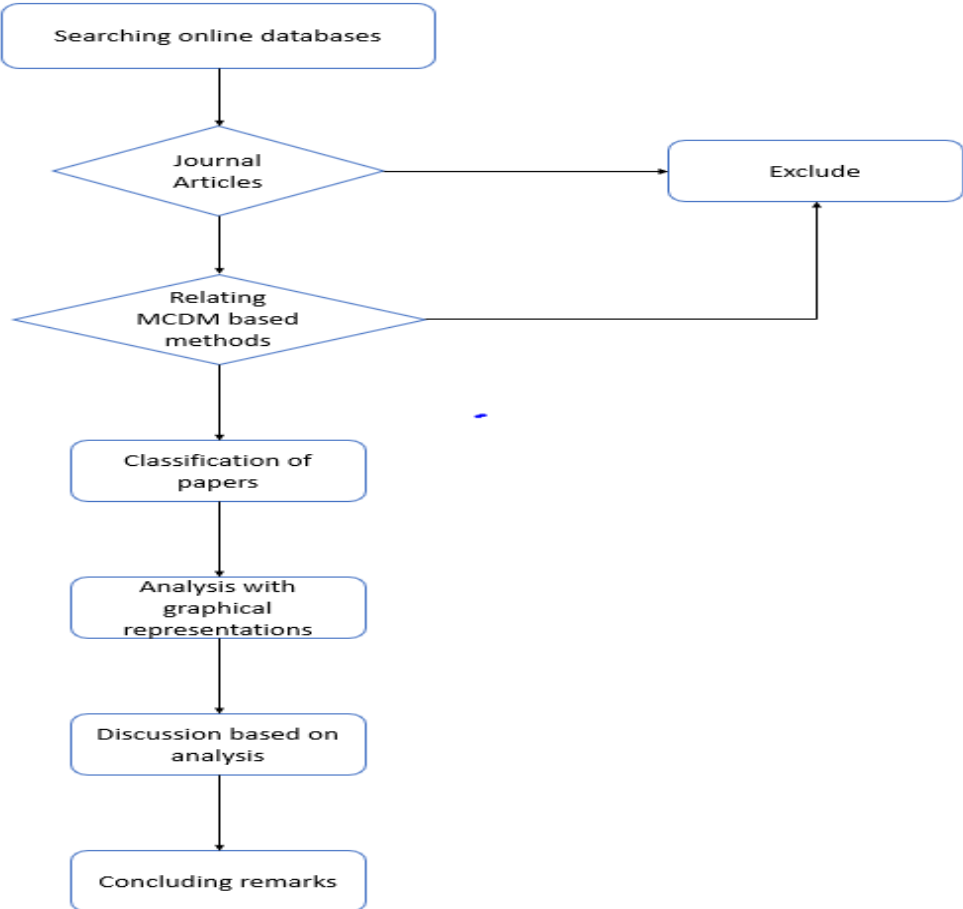 Searching online databases
Journal
Articles
Exclude
Relating
MCDM based
methods
Classification of
papers
Analysis with
graphical
representations
Discussion based on
analysis
Concluding remarks